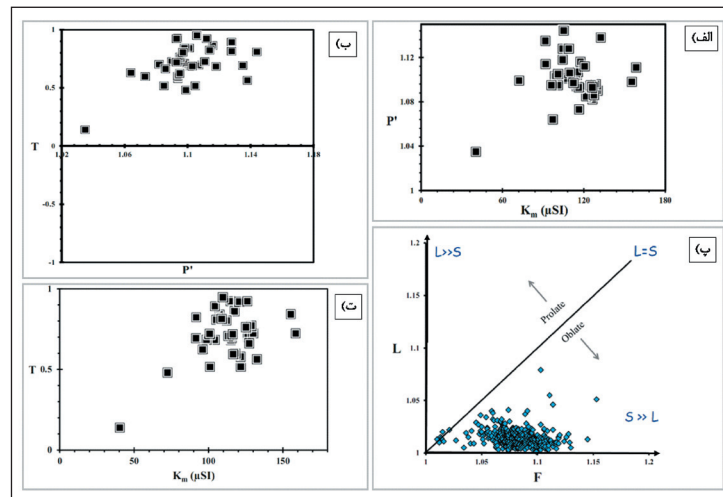 الف)
1.12
1.08
P'
1.04
1
0
60
120
180
Km (μSI)
ب)
1
0.5
T
0
1.02
1.06
1.1
1.14
1.18
-0.5
-1
P'
پ)
L>>S
L=S
1.2
1.15
Prolate
Oblate
L
1.1
1.05
S >> L
1
1
1.05
1.1
1.15
1.2
F
ت)
1
T
0.5
0
0
50
100
150
Km (μSI)